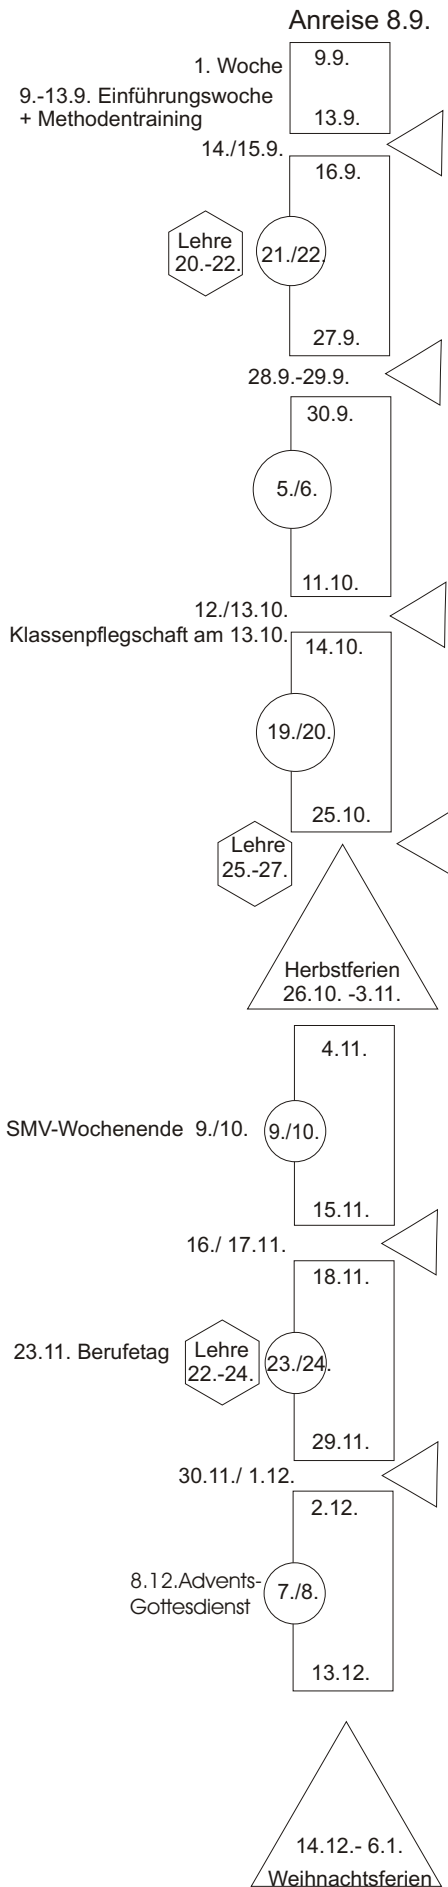 Anreise 8.9.
1. Woche
9.9.
9.-13.9. Einführungswoche
+ Methodentraining
13.9.
14./15.9.
16.9.
Lehre
20.-22.
21./22.
27.9.
28.9.-29.9.
30.9.
5./6.
11.10.
12./13.10.
Klassenpflegschaft am 13.10.
14.10.
19./20.
25.10.
Lehre
25.-27.
Herbstferien
26.10. -3.11.
4.11.
SMV-Wochenende 9./10.
9./10.
15.11.
16./ 17.11.
18.11.
23.11. Berufetag
Lehre
22.-24.
23./24.
29.11.
30.11./ 1.12.
2.12.
8.12.Advents-
Gottesdienst
7./8.
13.12.
14.12.- 6.1.
Weihnachtsferien